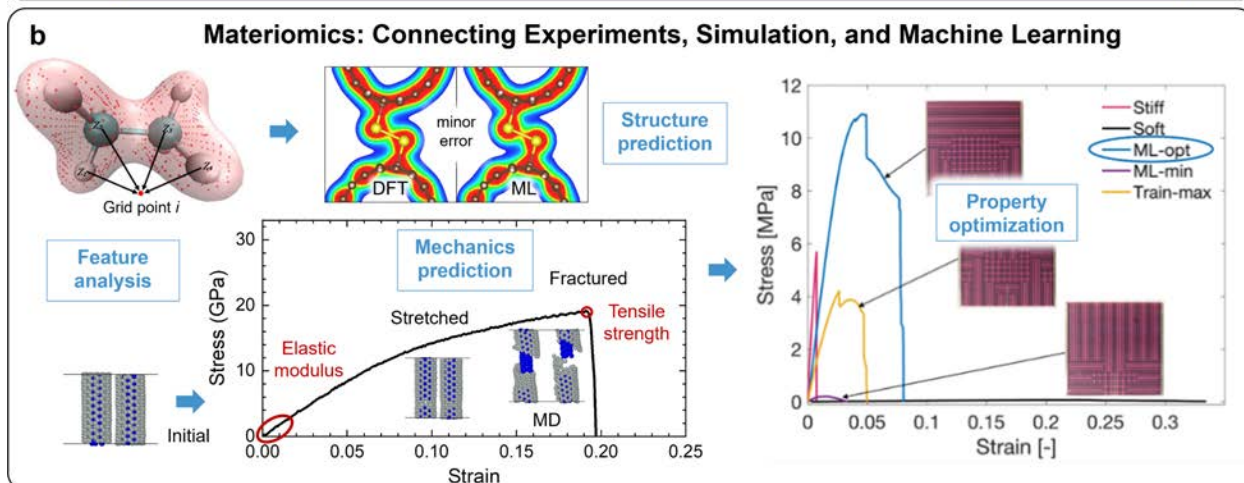 b
Materiomics: Connecting Experiments, Simulation, and Machine Learning
Grid point i
DFT
minor
error
ML
Structure
prediction
Feature
analysis
Initial
Mechanics
prediction
Stress (GPa)
30
20
10
0
Elastic
modulus
Stretched
Fractured
Tensile
strength
MD
0.00
0.05
0.10
0.15
0.20
0.25
Strain
Stress [MPa]
12
10
8
6
4
2
0
Stiff
Soft
ML-opt
ML-min
Train-max
Property
optimization
0
0.05
0.1
0.15
0.2
0.25
0.3
Strain [-]